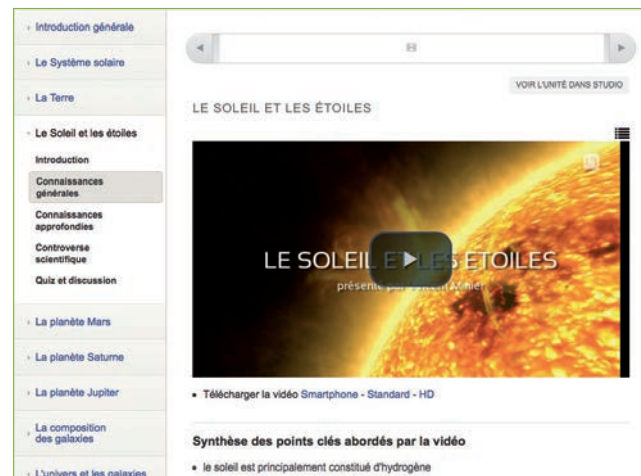 Introduction générale
Le Système solaire
La Terre
Le Soleil et les étoiles
Introduction
Connaissances
générales
Connaissances
approfondies
Controverse
scientifique
Quiz et discussion
La planète Mars
La planète Saturne
La planète Jupiter
La composition
des galaxies
L'univers et les galaxies
VOIR L'UNITÉ DANS STUDIO
LE SOLEIL ET LES ÉTOILES
LE SOLEIL ET LES ÉTOILES
présenté par Minier
Télécharger la vidéo Smartphone - Standard - HD
Synthèse des points clés abordés par la vidéo
le soleil est principalement constitué d'hydrogène